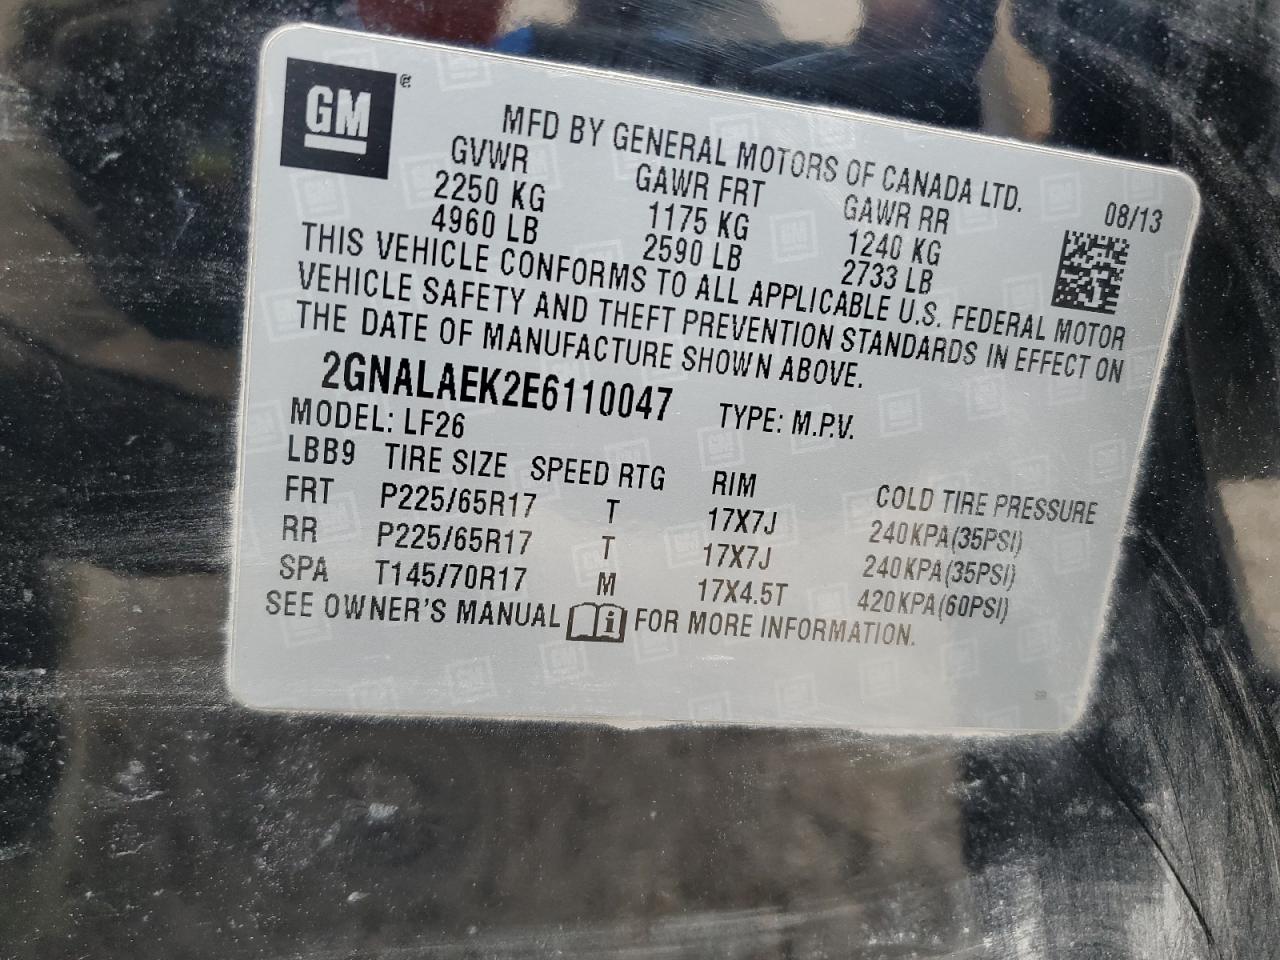 GM®
MFD BY GENERAL MOTORS OF CANADA LTD.
GVWR GAWR FRT GAWR RR 08/13
2250 KG 1175 KG 1240 KG
4960 LB 2590 LB 2733 LB
THIS VEHICLE CONFORMS TO ALL APPLICABLE U.S. FEDERAL MOTOR
VEHICLE SAFETY AND THEFT PREVENTION STANDARDS IN EFFECT ON
THE DATE OF MANUFACTURE SHOWN ABOVE.
2GNALAEK2E6110047 TYPE: M.P.V.
MODEL: LF26
LBB9 TIRE SIZE SPEED RTG RIM COLD TIRE PRESSURE
FRT P225/65R17 T 17X7J 240KPA(35PSI)
RR P225/65R17 T 17X7J 240KPA(35PSI)
SPA T145/70R17 M 17X4.5T 420KPA(60PSI)
SEE OWNER'S MANUAL i FOR MORE INFORMATION.